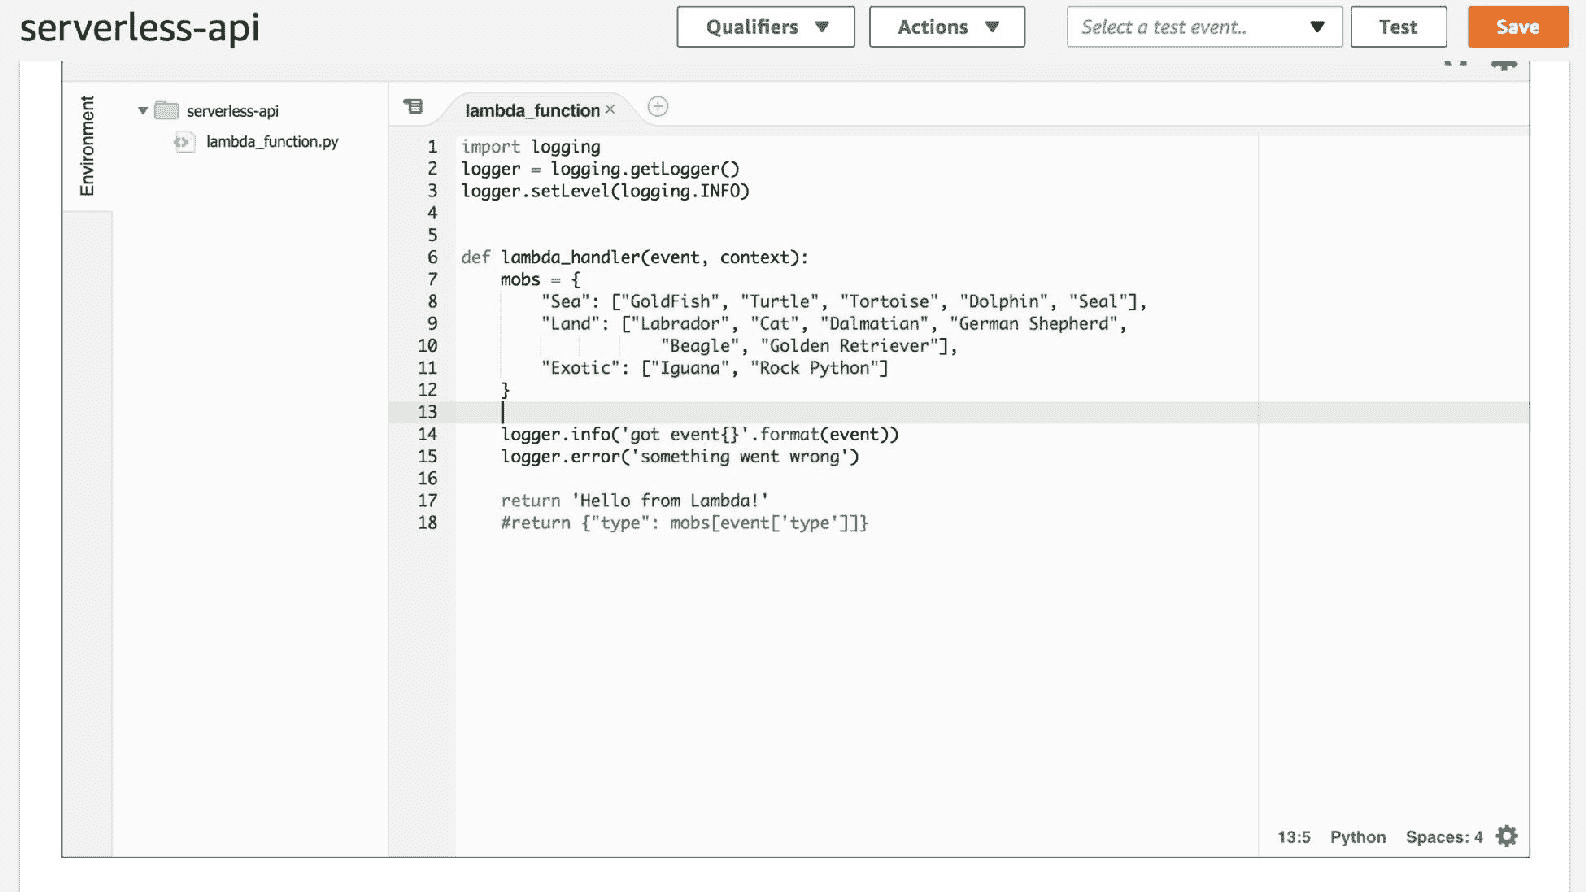 serverless-api
Qualifiers
Actions
Select a test event..
Test
Save
Environment
serverless-api
lambda_function.py
lambda_function ×
1 import logging
2 logger = logging.getLogger()
3 logger.setLevel(logging.INFO)
4
5
6 def lambda_handler(event, context):
7     mobs = {
8         "Sea": ["GoldFish", "Turtle", "Tortoise", "Dolphin", "Seal"],
9         "Land": ["Labrador", "Cat", "Dalmatian", "German Shepherd",
10                     "Beagle", "Golden Retriever"],
11         "Exotic": ["Iguana", "Rock Python"]
12     }
13
14     logger.info('got event{}'.format(event))
15     logger.error('something went wrong')
16
17     return 'Hello from Lambda!'
18     #return {"type": mobs[event['type']]}
13:5 Python Spaces: 4